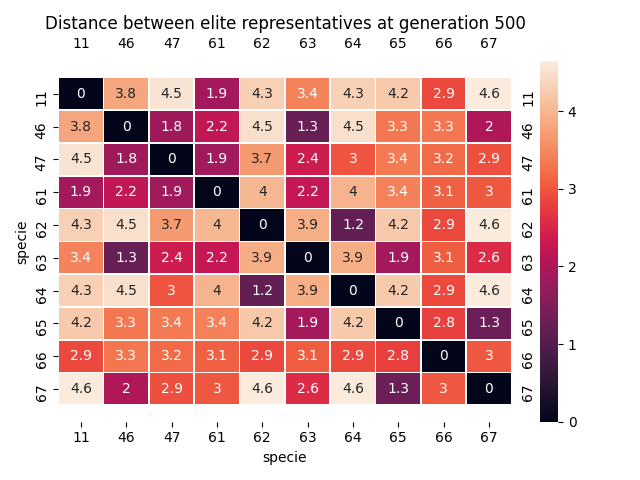 Distance between elite representatives at generation 500
11 46 47 61 62 63 64 65 66 67
11 0 3.8 4.5 1.9 4.3 3.4 4.3 4.2 2.9 4.6 11
46 3.8 0 1.8 2.2 4.5 1.3 4.5 3.3 3.3 2 46
47 4.5 1.8 0 1.9 3.7 2.4 3 3.4 3.2 2.9 47
61 1.9 2.2 1.9 0 4 2.2 4 3.4 3.1 3 61
62 4.3 4.5 3.7 4 0 3.9 1.2 4.2 2.9 4.6 62
63 3.4 1.3 2.4 2.2 3.9 0 3.9 1.9 3.1 2.6 63
64 4.3 4.5 3 4 1.2 3.9 0 4.2 2.9 4.6 64
65 4.2 3.3 3.4 3.4 4.2 1.9 4.2 0 2.8 1.3 65
66 2.9 3.3 3.2 3.1 2.9 3.1 2.9 2.8 0 3 66
67 4.6 2 2.9 3 4.6 2.6 4.6 1.3 3 0 67
11 46 47 61 62 63 64 65 66 67
specie
specie
4
3
2
1
0